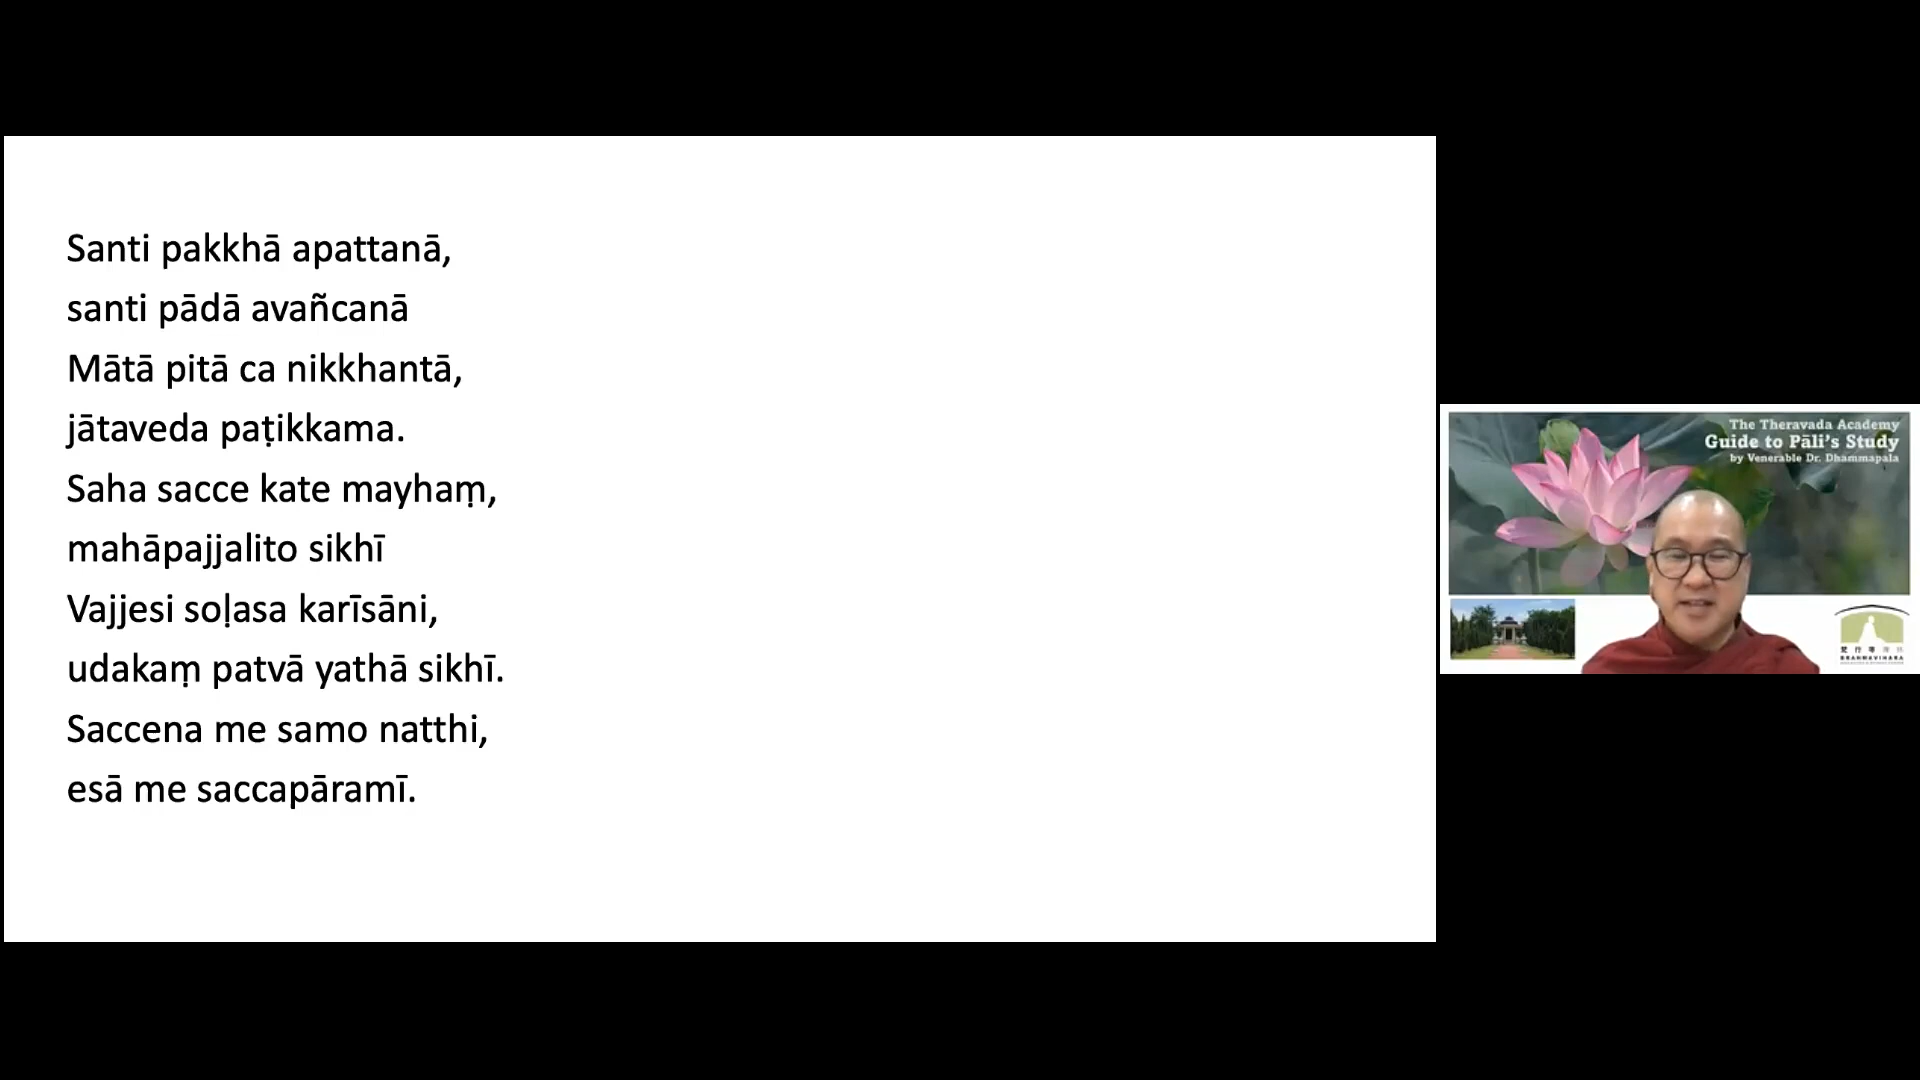 Santi pakkhā apattanā,
santi pādā avañcanā
Mātā pitā ca nikkhantā,
jātaveda paṭikkama.
Saha sacce kate mayhaṃ,
mahāpajjalito sikhī
Vajjesi soḷasa karīsāni,
udakaṃ patvā yathā sikhī.
Saccena me samo natthi,
esā me saccapāramī.
The Theravada Academy
Guide to Pāli's Study
by Venerable Dr. Dhammapala
BRAHMAVIHARA